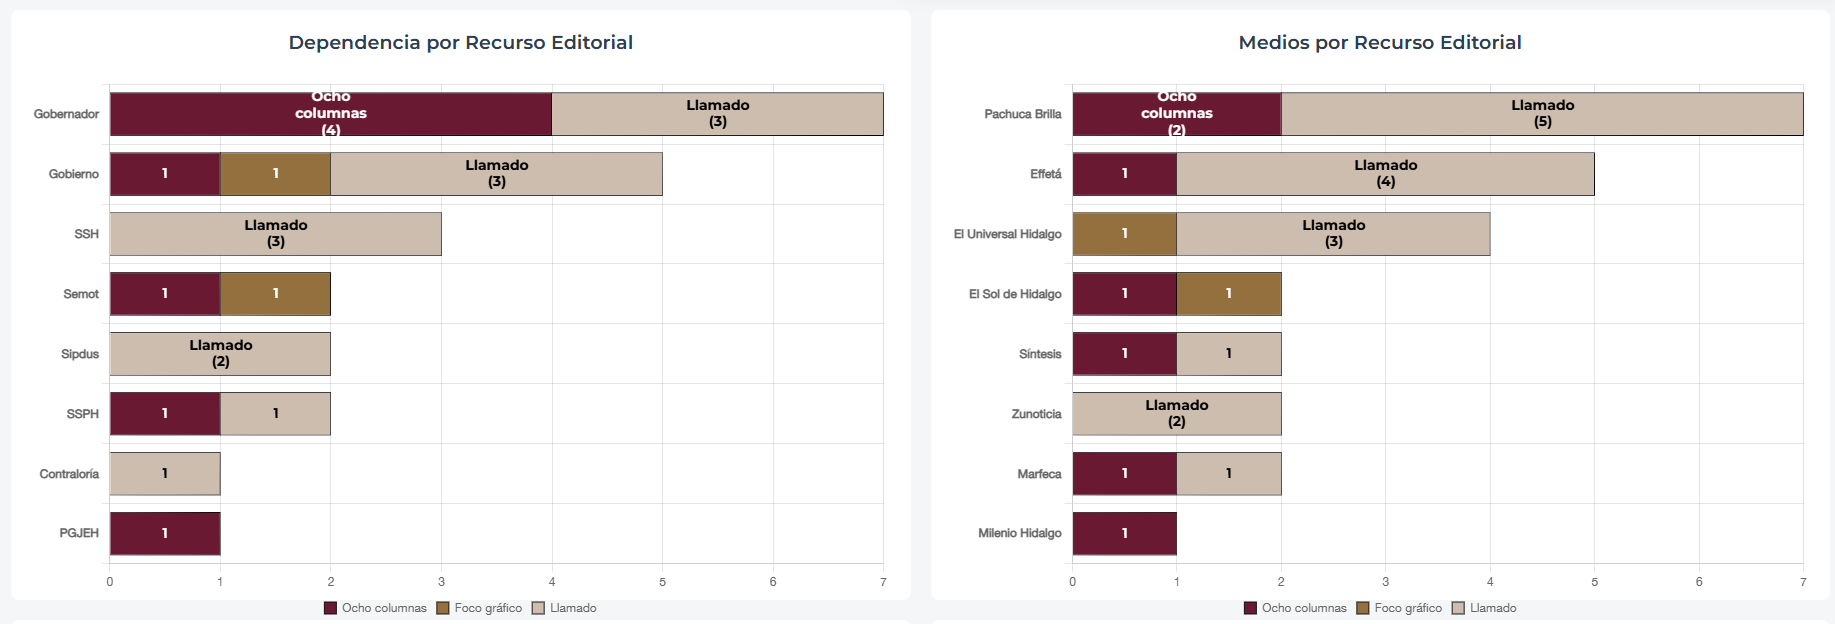 Dependencia por Recurso Editorial
Gobernador
Ocho
columnas
(4)
Llamado
(3)
Gobierno
1
1
Llamado
(3)
SSH
Llamado
(3)
Semot
1
1
Sipdus
Llamado
(2)
SSPH
1
1
Contraloría
1
PGJEH
1
0 1 2 3 4 5 6 7
Ocho columnas Foco gráfico Llamado
Medios por Recurso Editorial
Pachuca Brilla
Ocho
columnas
(2)
Llamado
(5)
Effetá
1
Llamado
(4)
El Universal Hidalgo
1
Llamado
(3)
El Sol de Hidalgo
1
1
Síntesis
1
1
Zunoticia
Llamado
(2)
Marfeca
1
1
Milenio Hidalgo
1
0 1 2 3 4 5 6 7
Ocho columnas Foco gráfico Llamado